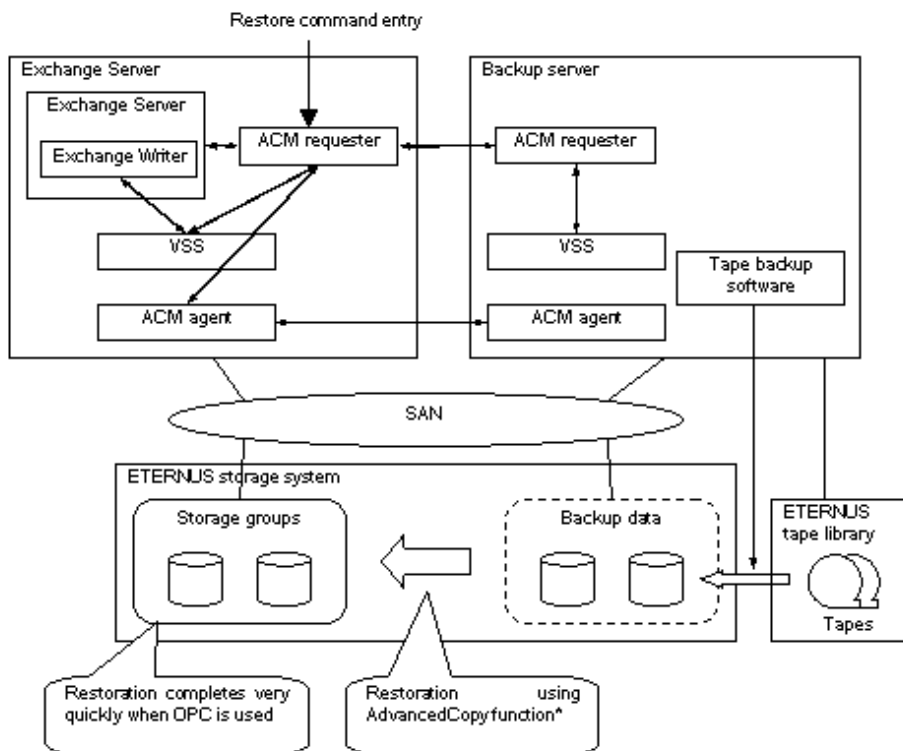 Restore command entry
Exchange Server
Backup server
Exchange Server
ACM requester
ACM requester
Exchange Writer
VSS
VSS
Tape backup
software
ACM agent
ACM agent
SAN
ETERNUS storage system
Storage groups
Backup data
ETERNUS
tape library
Tapes
Restoration completes very
quickly when OPC is used
Restoration using
AdvancedCopyfunction*